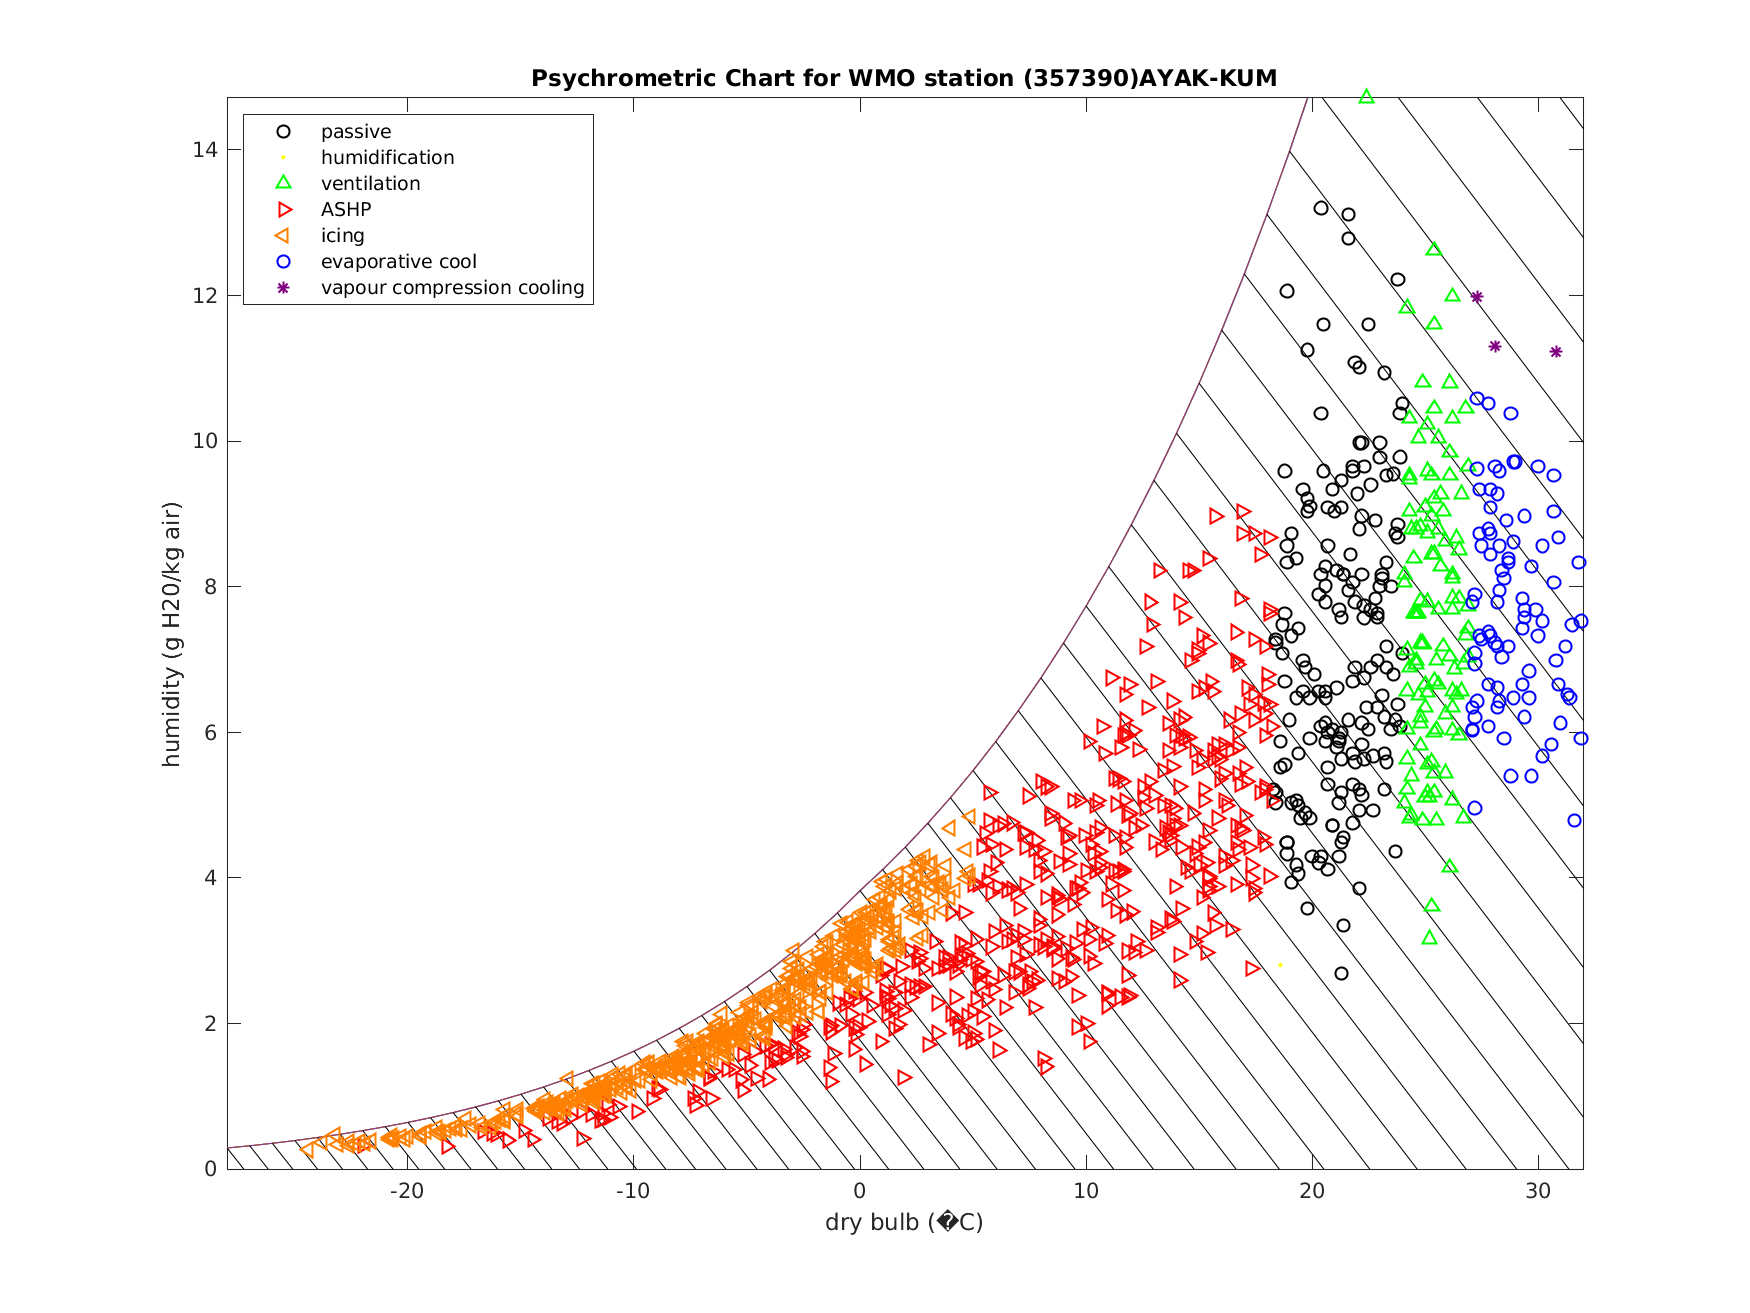 Psychrometric Chart for WMO station (357390)AYAK-KUM
passive
humidification
ventilation
ASHP
icing
evaporative cool
vapour compression cooling
14
12
10
8
6
4
2
0
humidity (g H20/kg air)
-20 -10 0 10 20 30
dry bulb (�C)